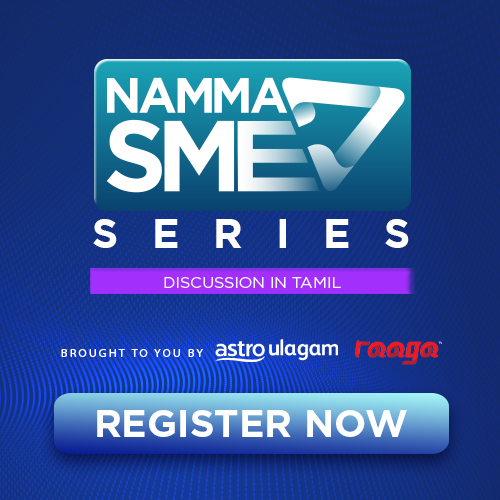 NAMMA
SME
SERIES
DISCUSSION IN TAMIL
BROUGHT TO YOU BY astro ulagam raaga
REGISTER NOW